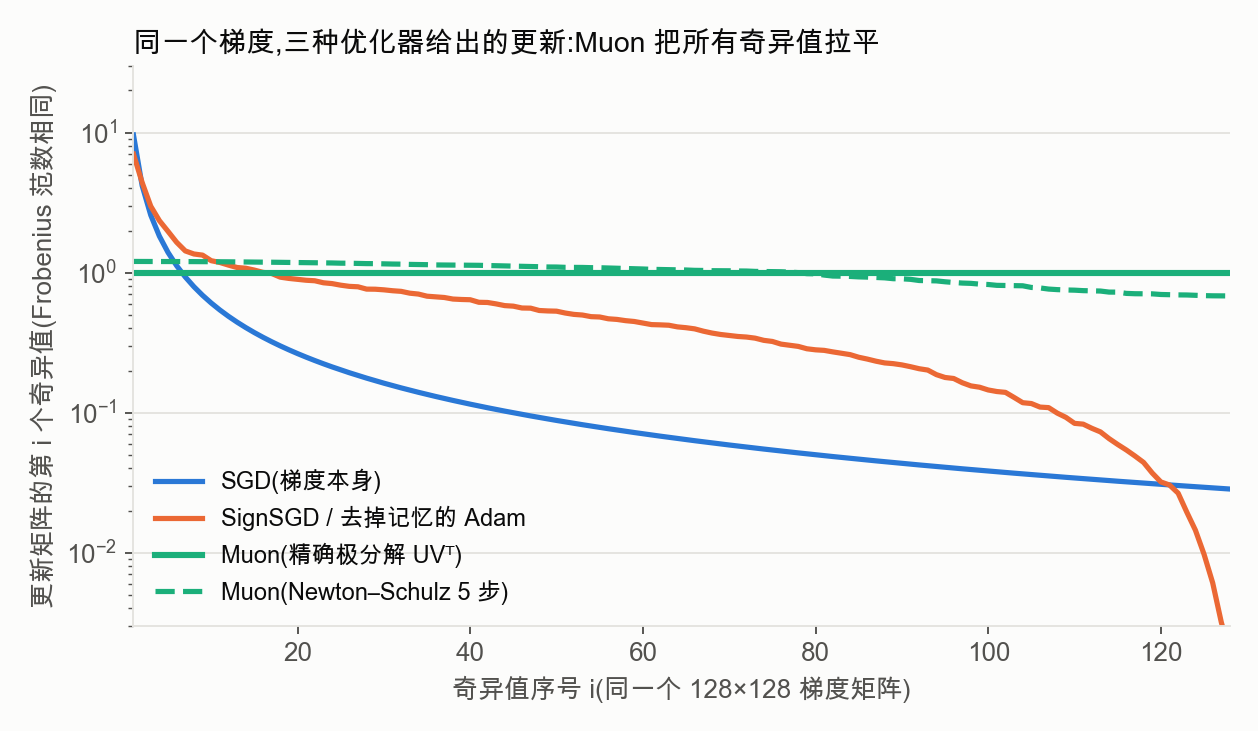 同一个梯度,三种优化器给出的更新:Muon 把所有奇异值拉平
更新矩阵的第 i 个奇异值(Frobenius 范数相同)
10¹
10⁰
10⁻¹
10⁻²
SGD(梯度本身)
SignSGD / 去掉记忆的 Adam
Muon(精确极分解 UVᵀ)
Muon(Newton–Schulz 5 步)
20 40 60 80 100 120
奇异值序号 i(同一个 128×128 梯度矩阵)